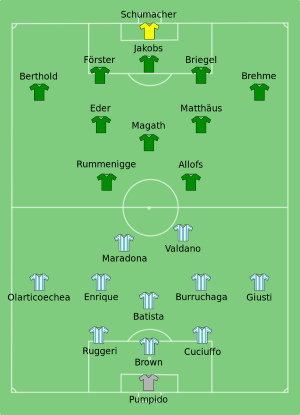 Schumacher
Jakobs
Förster
Briegel
Berthold
Brehme
Eder
Matthäus
Magath
Rummenigge
Allofs
Valdano
Maradona
Olarticoechea
Enrique
Burruchaga
Giusti
Batista
Ruggeri
Cuciuffo
Brown
Pumpido